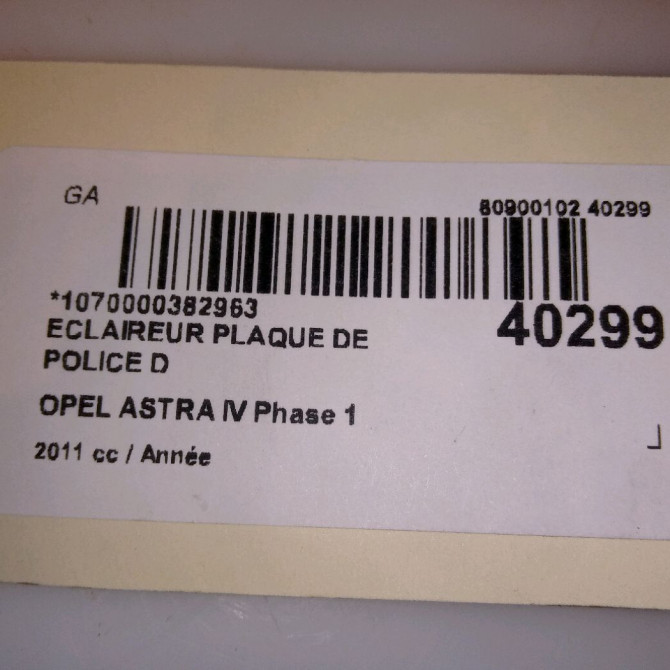 GA
80900102 40299
*1070000382963
40299
ECLAIREUR PLAQUE DE
POLICE D
OPEL ASTRA IV Phase 1
2011 cc / Année